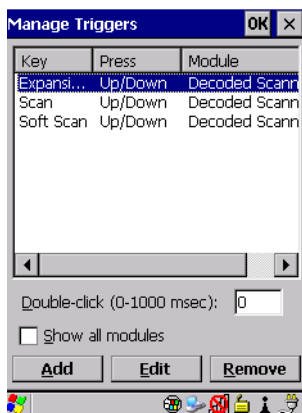 Manage Triggers OK
Key Press Module
Expansi... Up/Down Decoded Scann
Scan Up/Down Decoded Scann
Soft Scan Up/Down Decoded Scann
Double-click (0-1000 msec): 0
Show all modules
Add Edit Remove